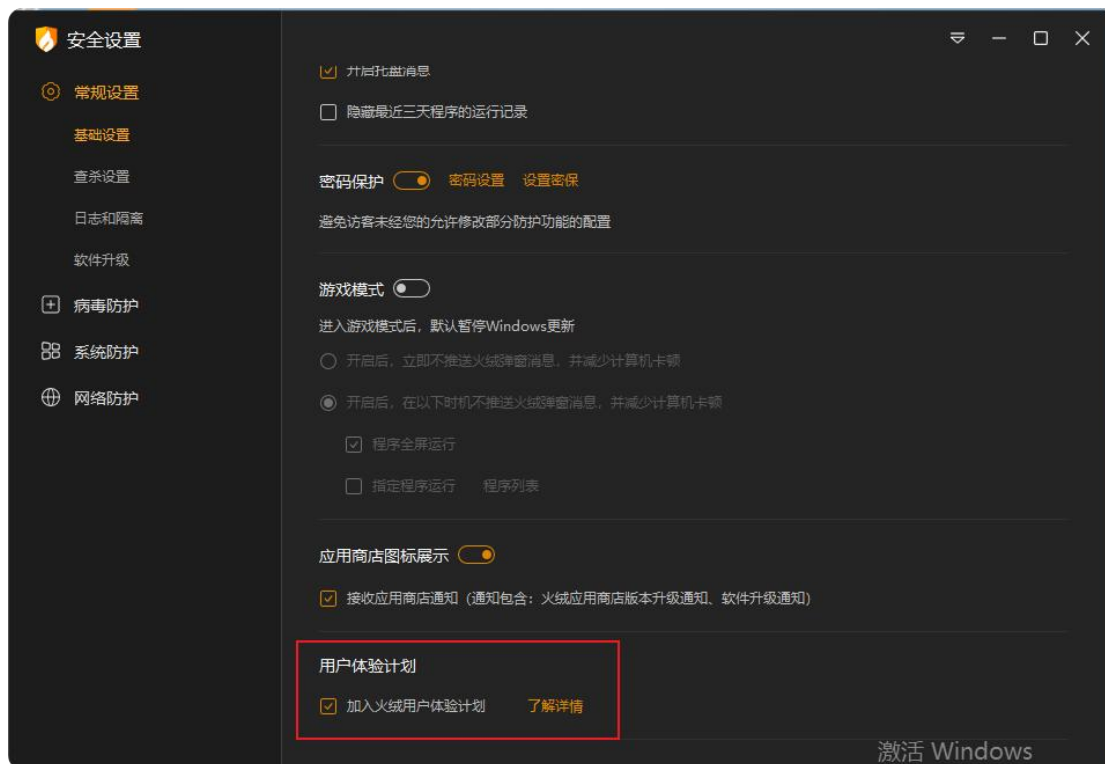 安全设置
常规设置
基础设置
查杀设置
日志和隔离
软件升级
病毒防护
系统防护
网络防护
开启托盘消息
隐藏最近三天程序的运行记录
密码保护 密码设置 设置密保
避免访客未经您的允许修改部分防护功能的配置
游戏模式
进入游戏模式后，默认暂停Windows更新
开启后，立即不推送火绒弹窗消息，并减少计算机卡顿
开启后，在以下时机不推送火绒弹窗消息，并减少计算机卡顿
程序全屏运行
指定程序运行 程序列表
应用商店图标展示
接收应用商店通知（通知包含：火绒应用商店版本升级通知、软件升级通知）
用户体验计划
加入火绒用户体验计划 了解详情
激活 Windows